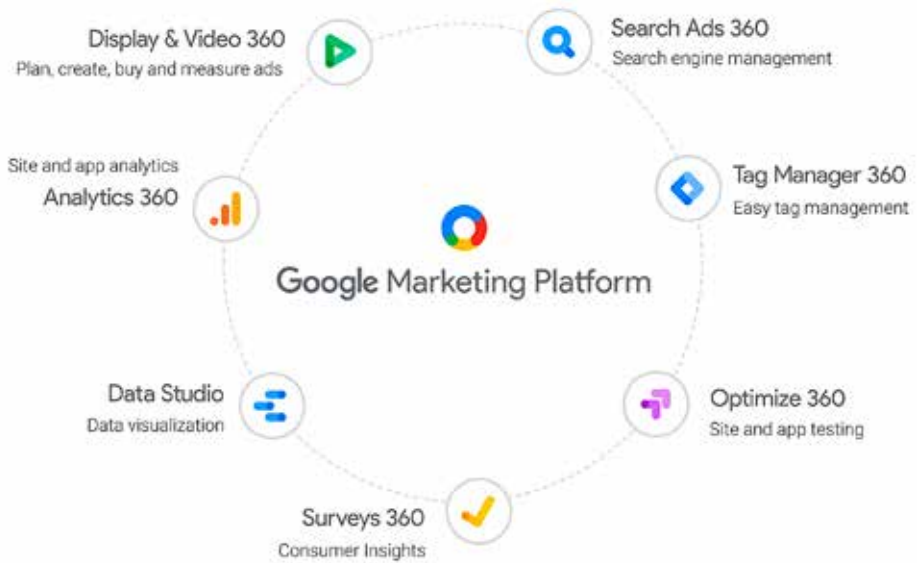 Display & Video 360
Plan, create, buy and measure ads
Search Ads 360
Search engine management
Site and app analytics
Analytics 360
Tag Manager 360
Easy tag management
Google Marketing Platform
Data Studio
Data visualization
Optimize 360
Site and app testing
Surveys 360
Consumer Insights